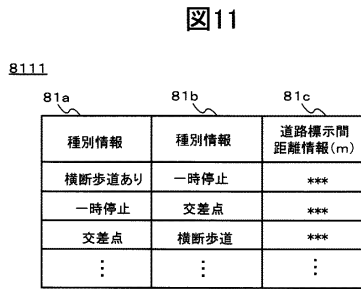 図11
8111
81a 81b 81c
種別情報 種別情報 道路標示間
距離情報(m)
横断歩道あり 一時停止 ***
一時停止 交差点 ***
交差点 横断歩道 ***
⋮ ⋮ ⋮